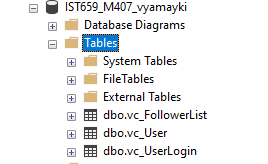 IST659_M407_vyamayki
Database Diagrams
Tables
System Tables
FileTables
External Tables
dbo.vc_FollowerList
dbo.vc_User
dbo.vc_UserLogin